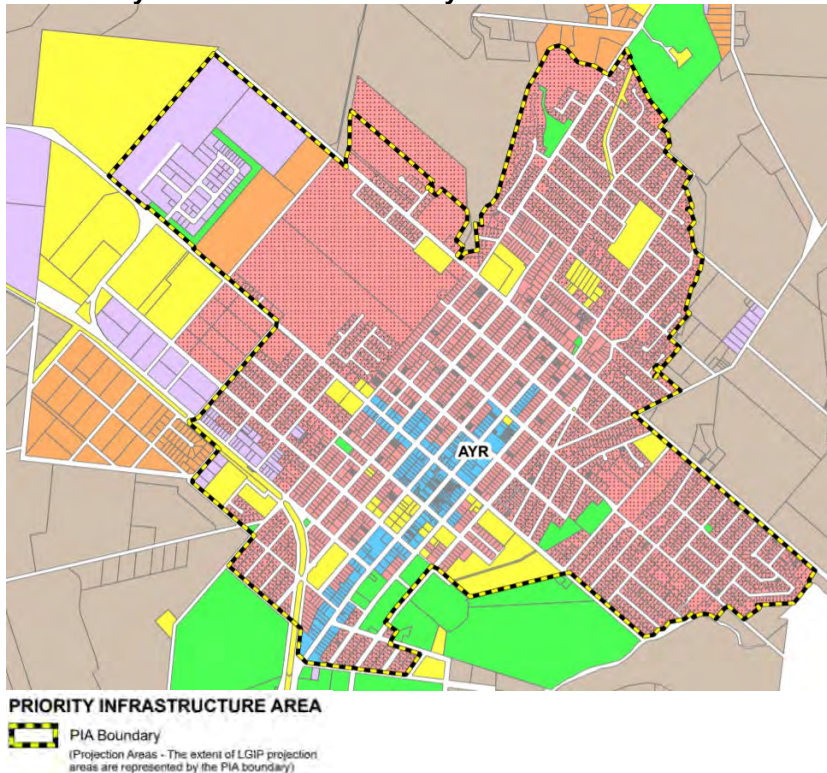 AYR
PRIORITY INFRASTRUCTURE AREA
PIA Boundary
(Projection Areas - The extent of LGIP projection
areas are represented by the PIA boundary)